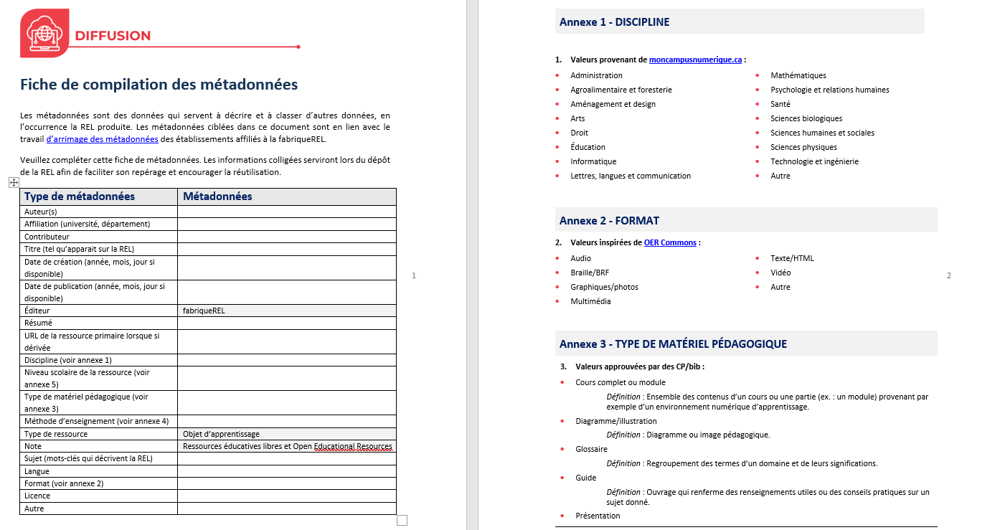 DIFFUSION
Fiche de compilation des métadonnées
Les métadonnées sont des données qui servent à décrire et à classer d’autres données, en
l’occurrence la REL produite. Les métadonnées ciblées dans ce document sont en lien avec le
travail d’arrimage des métadonnées des établissements affiliés à la fabriqueREL.
Veuillez compléter cette fiche de métadonnées. Les informations colligées serviront lors du dépôt
de la REL afin de faciliter son repérage et encourager la réutilisation.
Type de métadonnées Métadonnées
Auteur(s)
Affiliation (université, département)
Contributeur
Titre (tel qu’apparait sur la REL)
Date de création (année, mois, jour si
disponible)
Date de publication (année, mois, jour si
disponible)
Éditeur fabriqueREL
Résumé
URL de la ressource primaire lorsque si
dérivée
Discipline (voir annexe 1)
Niveau scolaire de la ressource (voir
annexe 5)
Type de matériel pédagogique (voir
annexe 3)
Méthode d’enseignement (voir annexe 4)
Type de ressource Objet d’apprentissage
Note Ressources éducatives libres et Open Educational Resources
Sujet (mots-clés qui décrivent la REL)
Langue
Format (voir annexe 2)
Licence
Autre
1
Annexe 1 - DISCIPLINE
1. Valeurs provenant de moncampusnumerique.ca :
• Administration
• Agroalimentaire et foresterie
• Aménagement et design
• Arts
• Droit
• Éducation
• Informatique
• Lettres, langues et communication
• Mathématiques
• Psychologie et relations humaines
• Santé
• Sciences biologiques
• Sciences humaines et sociales
• Sciences physiques
• Technologie et ingénierie
• Autre
Annexe 2 - FORMAT
2. Valeurs inspirées de OER Commons :
• Audio
• Braille/BRF
• Graphiques/photos
• Multimédia
• Texte/HTML
• Vidéo
• Autre
2
Annexe 3 - TYPE DE MATÉRIEL PÉDAGOGIQUE
3. Valeurs approuvées par des CP/bib :
• Cours complet ou module
Définition : Ensemble des contenus d’un cours ou une partie (ex. : un module) provenant par
exemple d’un environnement numérique d’apprentissage.
• Diagramme/illustration
Définition : Diagramme ou image pédagogique.
• Glossaire
Définition : Regroupement des termes d’un domaine et de leurs significations.
• Guide
Définition : Ouvrage qui renferme des renseignements utiles ou des conseils pratiques sur un
sujet donné.
• Présentation